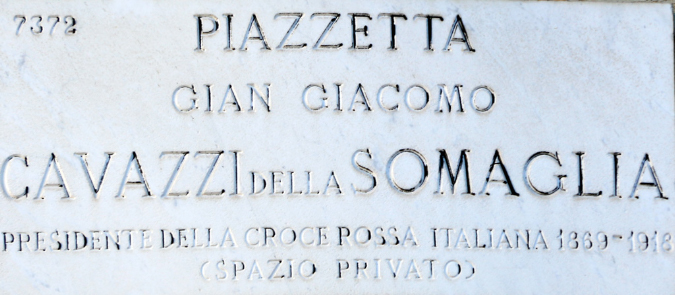 7372
PIAZZETTA
GIAN GIACOMO
CAVAZZI DELLA SOMAGLIA
PRESIDENTE DELLA CROCE ROSSA ITALIANA 1869-1918
(SPAZIO PRIVATO)